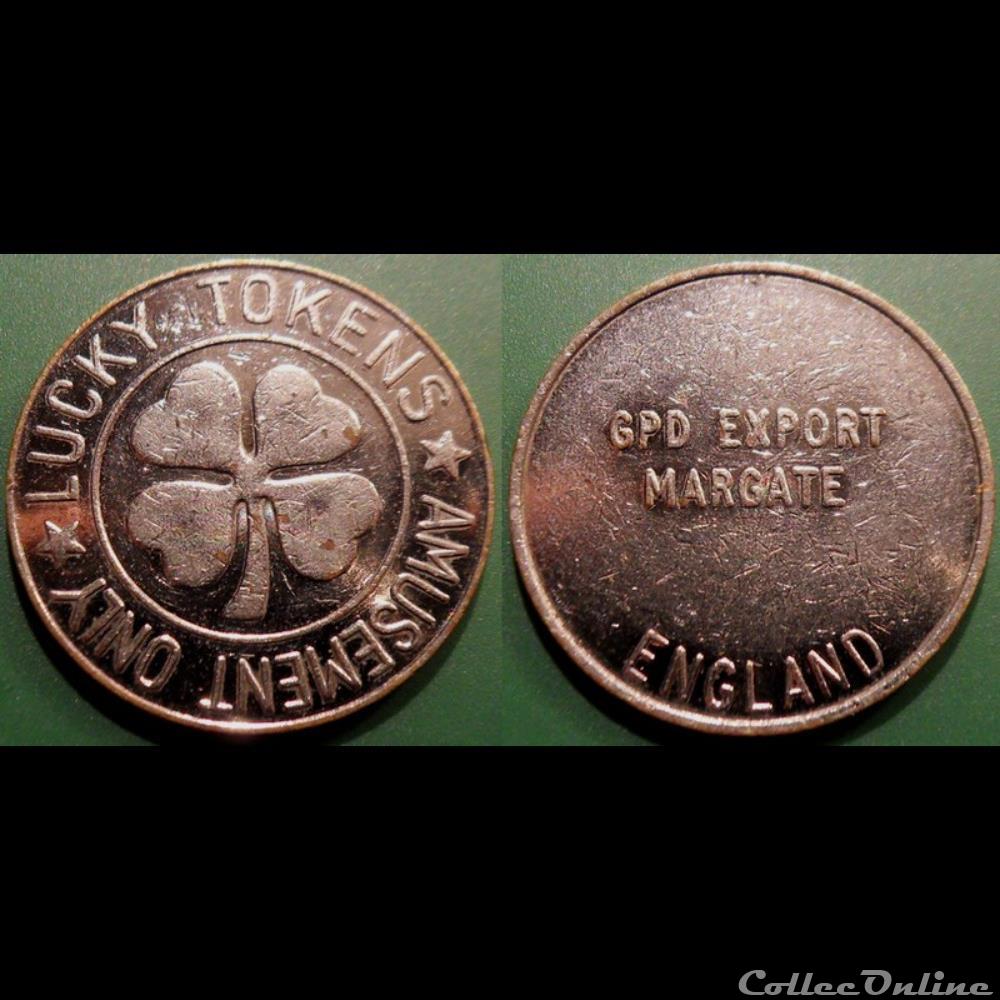 LUCKY TOKENS ★ AMUSEMENT ONLY ★
GPD EXPORT
MARGATE
ENGLAND
CollecOnline